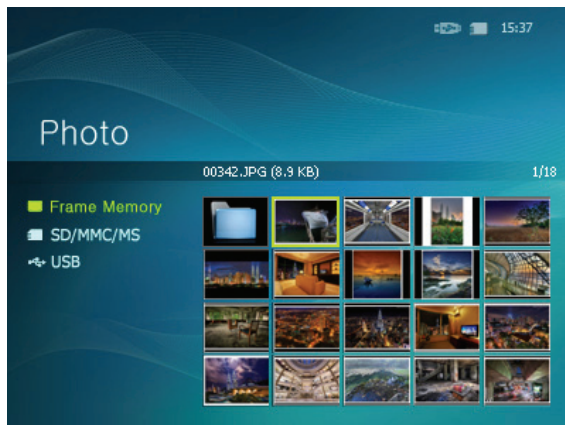 15:37
Photo
00342.JPG (8.9 KB) 1/18
Frame Memory
SD/MMC/MS
USB